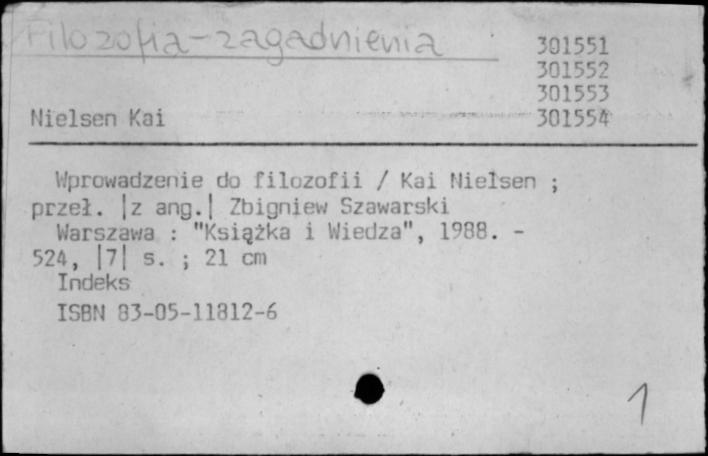 Filozofia-zagadnienia
301551
301552
301553
Nielsen Kai 301554
Wprowadzenie do filozofii / Kai Nielsen ;
przeł. |z ang.| Zbigniew Szawarski
Warszawa : "Książka i Wiedza", 1988. -
524, |7| s. ; 21 cm
Indeks
ISBN 83-05-11812-6
1